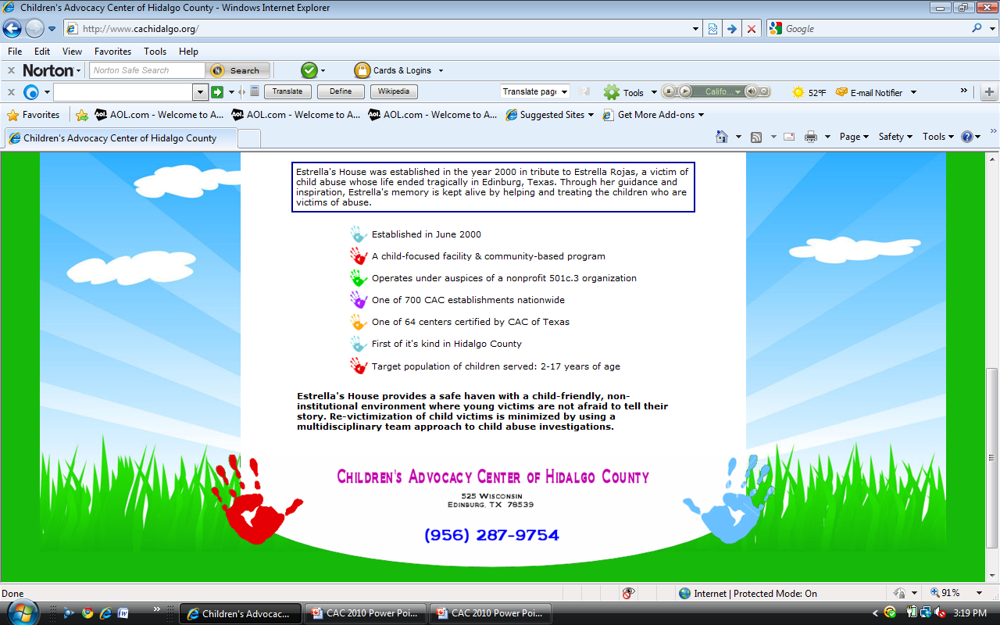 Children's Advocacy Center of Hidalgo County - Windows Internet Explorer
http://www.cachidalgo.org/
Google
File Edit View Favorites Tools Help
x Norton Norton Safe Search Search Cards & Logins
x Translate Define Wikipedia Translate page Tools Califo... 52°F E-mail Notifier »
Favorites AOL.com - Welcome to A... AOL.com - Welcome to A... AOL.com - Welcome to A... Suggested Sites Get More Add-ons
Children's Advocacy Center of Hidalgo County Page Safety Tools »
Estrella's House was established in the year 2000 in tribute to Estrella Rojas, a victim of
child abuse whose life ended tragically in Edinburg, Texas. Through her guidance and
inspiration, Estrella's memory is kept alive by helping and treating the children who are
victims of abuse.
Established in June 2000
A child-focused facility & community-based program
Operates under auspices of a nonprofit 501c.3 organization
One of 700 CAC establishments nationwide
One of 64 centers certified by CAC of Texas
First of it's kind in Hidalgo County
Target population of children served: 2-17 years of age
Estrella's House provides a safe haven with a child-friendly, non-
institutional environment where young victims are not afraid to tell their
story. Re-victimization of child victims is minimized by using a
multidisciplinary team approach to child abuse investigations.
Children's Advocacy Center of Hidalgo County
525 Wisconsin
Edinburg, TX 78539
(956) 287-9754
Done Internet | Protected Mode: On 91%
» Children's Advocac... CAC 2010 Power Poi... CAC 2010 Power Poi... 3:19 PM